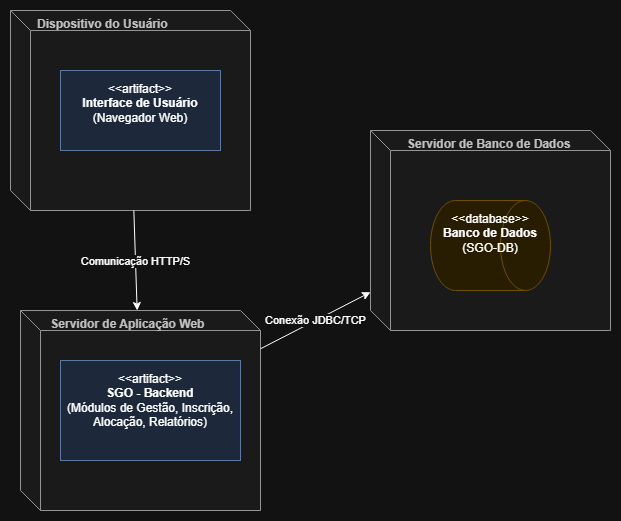 Dispositivo do Usuário
<<artifact>>
Interface de Usuário
(Navegador Web)
Comunicação HTTP/S
Servidor de Aplicação Web
<<artifact>>
SGO - Backend
(Módulos de Gestão, Inscrição,
Alocação, Relatórios)
Conexão JDBC/TCP
Servidor de Banco de Dados
<<database>>
Banco de Dados
(SGO-DB)